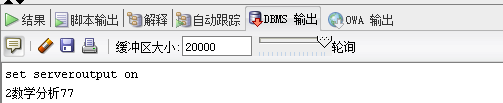 结果 脚本输出 解释 自动跟踪 DBMS 输出 OWA 输出
缓冲区大小: 20000 轮询
set serveroutput on
2数学分析77